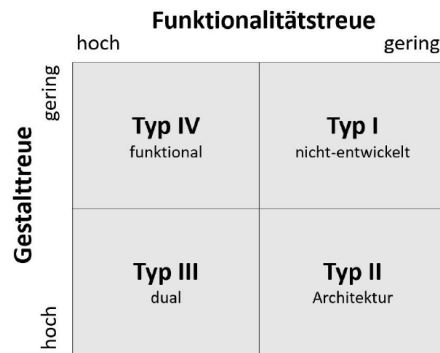 Funktionalitätstreue
hoch gering
Gestalttreue
gering
hoch
Typ IV
funktional
Typ I
nicht-entwickelt
Typ III
dual
Typ II
Architektur